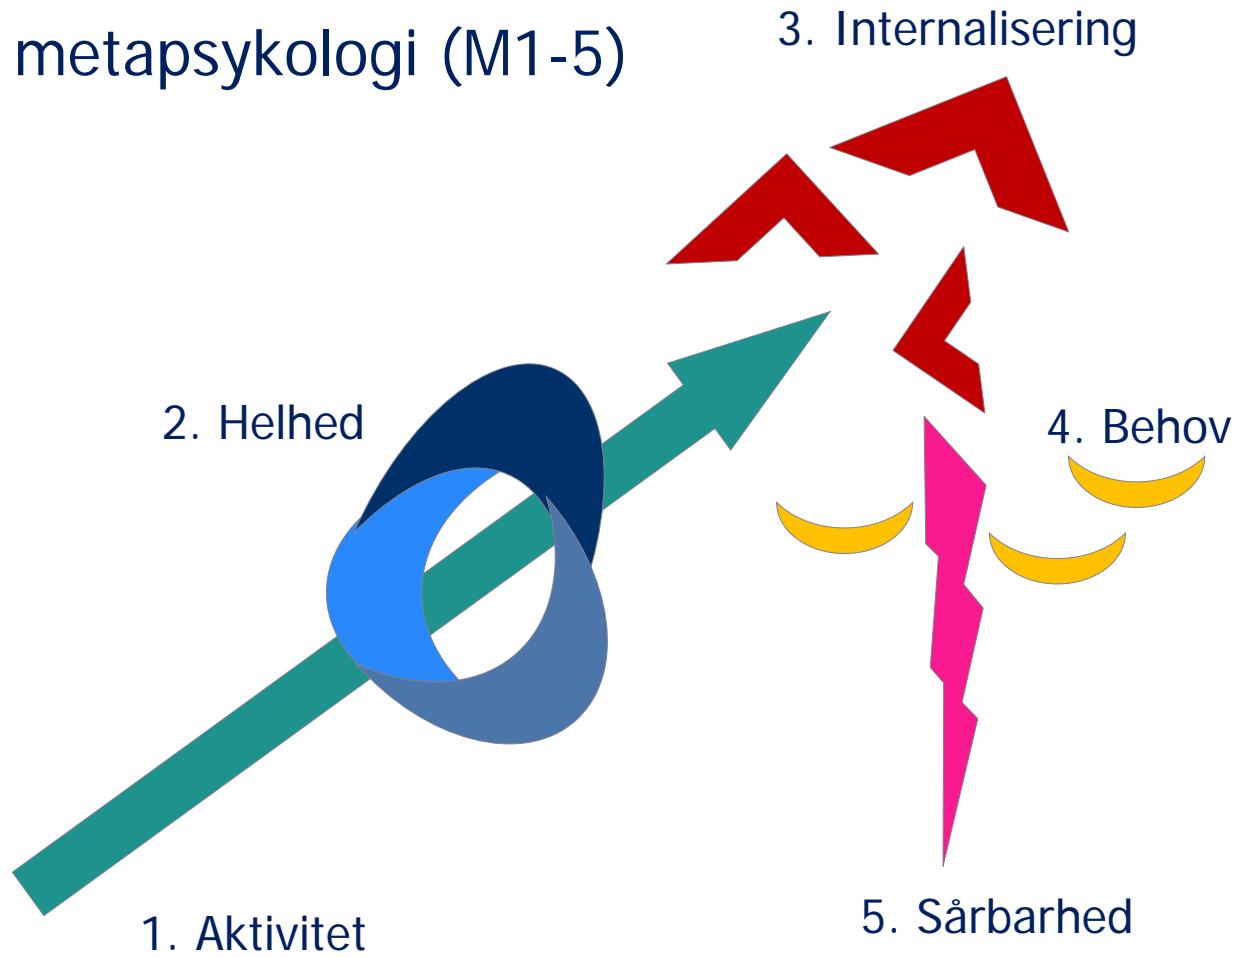 metapsykologi (M1-5)
3. Internalisering
2. Helhed
4. Behov
5. Sårbarhed
1. Aktivitet